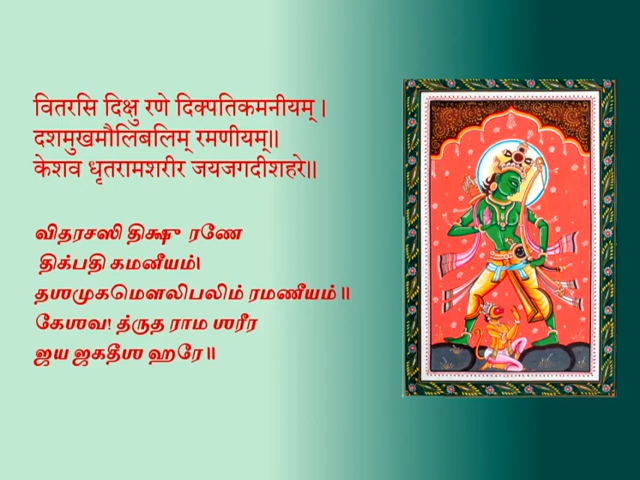 वितरसि दिक्षु रणे दिक्पतिकमनीयम् ।
दशमुखमौलिबलिम् रमणीयम्॥
केशव धृतरामशरीर जयजगदीशहरे॥
விதரசஸி திக்ஷு ரணே
திக்பதி கமனீயம்।
தஶமுகமௌலிபலிம் ரமணீயம் ॥
கேஶவ! த்ருத ராம ஶரீர
ஜய ஜகதீஶ ஹரே ॥